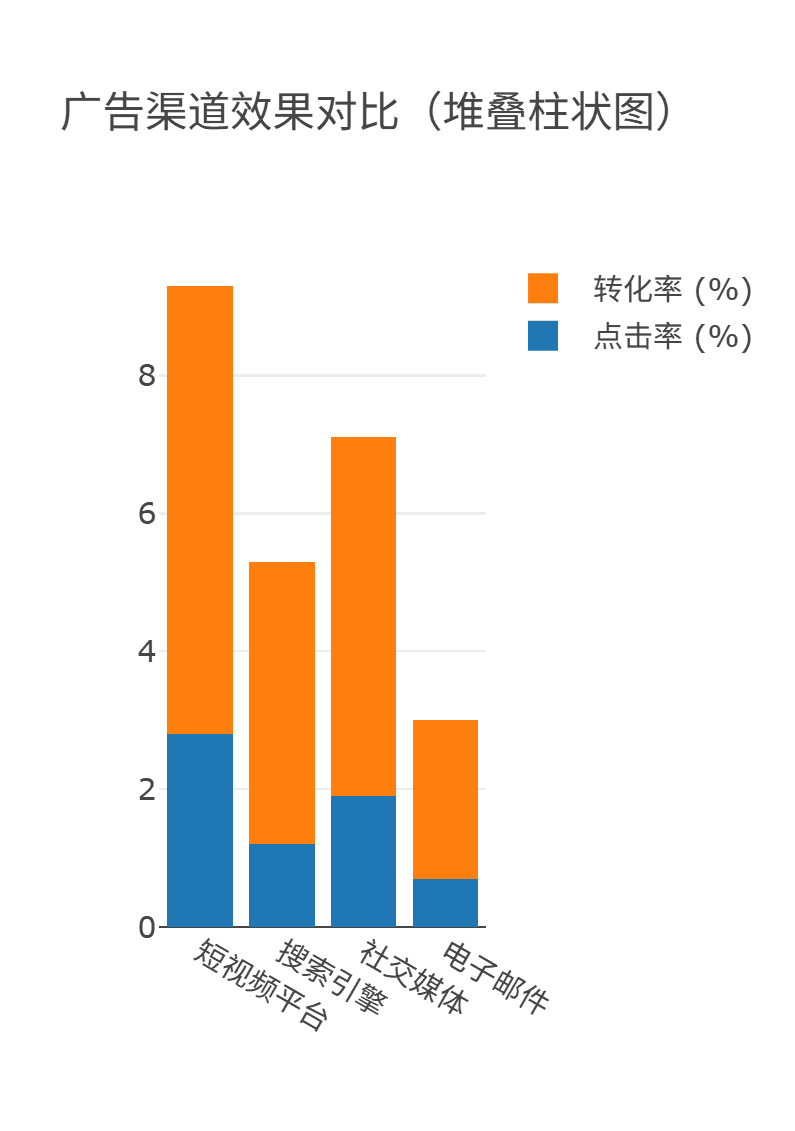 广告渠道效果对比（堆叠柱状图）
转化率 (%)
点击率 (%)
8
6
4
2
0
短视频平台
搜索引擎
社交媒体
电子邮件